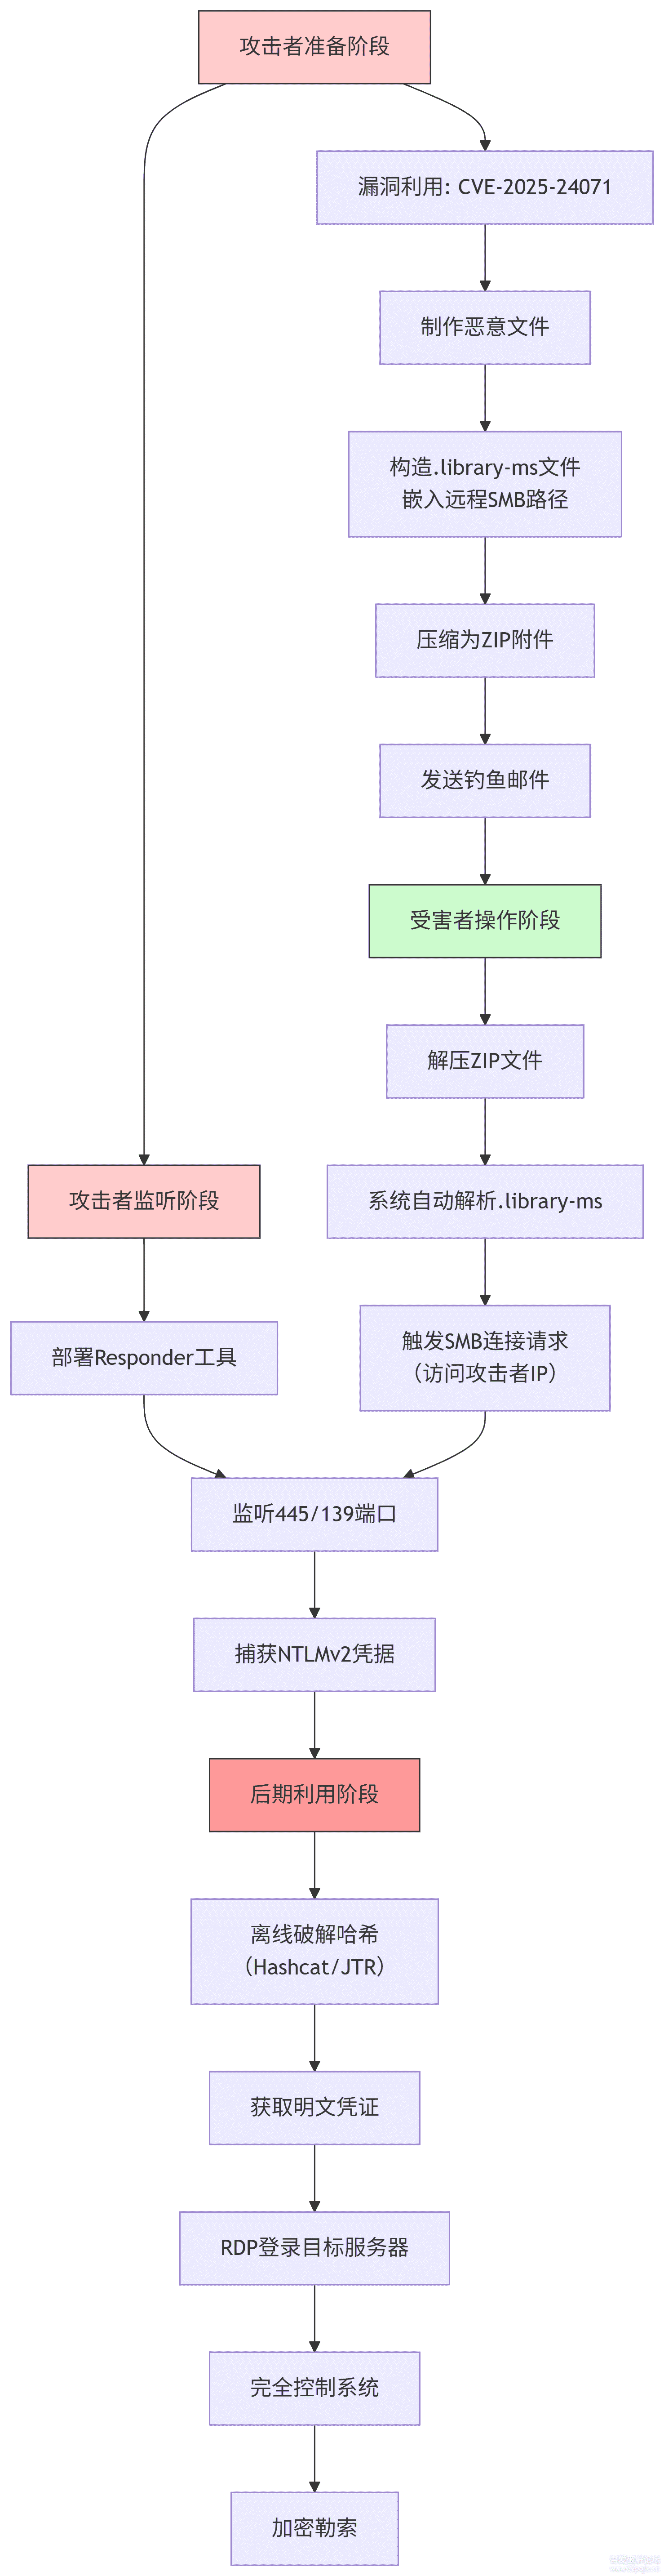 攻击者准备阶段
漏洞利用: CVE-2025-24071
制作恶意文件
构造.library-ms文件
嵌入远程SMB路径
压缩为ZIP附件
发送钓鱼邮件
受害者操作阶段
解压ZIP文件
攻击者监听阶段
系统自动解析.library-ms
部署Responder工具
触发SMB连接请求
（访问攻击者IP）
监听445/139端口
捕获NTLMv2凭据
后期利用阶段
离线破解哈希
（Hashcat/JTR）
获取明文凭证
RDP登录目标服务器
完全控制系统
加密勒索